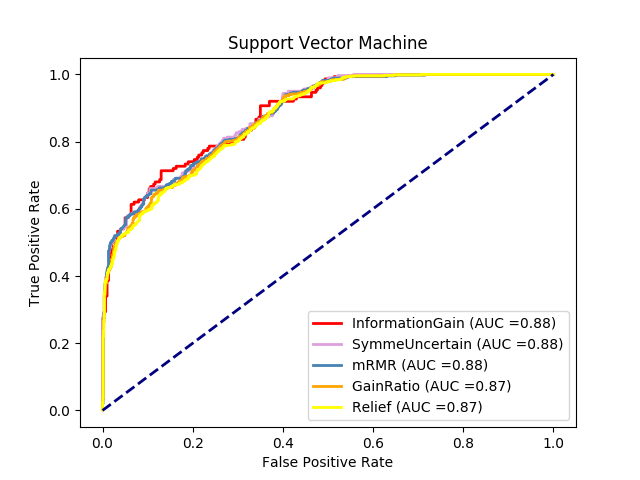 Support Vector Machine
True Positive Rate
1.0
0.8
0.6
0.4
0.2
0.0
InformationGain (AUC =0.88)
SymmeUncertain (AUC =0.88)
mRMR (AUC =0.88)
GainRatio (AUC =0.87)
Relief (AUC =0.87)
0.0 0.2 0.4 0.6 0.8 1.0
False Positive Rate